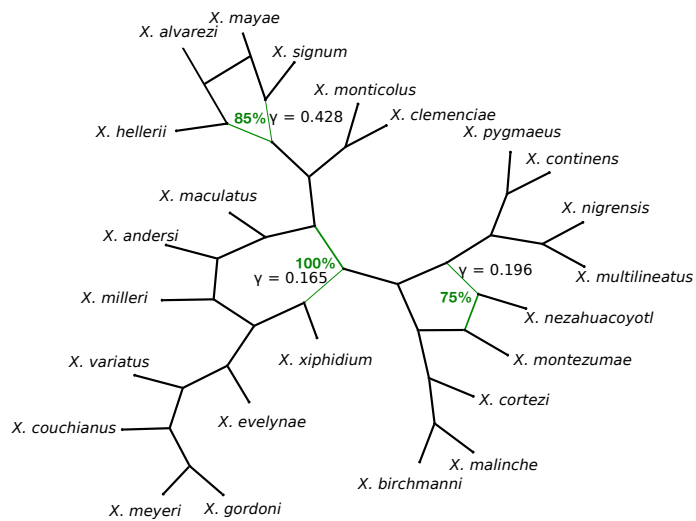 X. mayae
X. alvarezi
X. signum
X. monticolus
85%
γ = 0.428
X. clemenciae
X. hellerii
X. pygmaeus
X. continens
X. maculatus
X. nigrensis
X. andersi
100%
γ = 0.165
γ = 0.196
X. multilineatus
X. milleri
75%
X. nezahuacoyotl
X. xiphidium
X. montezumae
X. variatus
X. cortezi
X. evelynae
X. couchianus
X. malinche
X. birchmanni
X. meyeri
X. gordoni